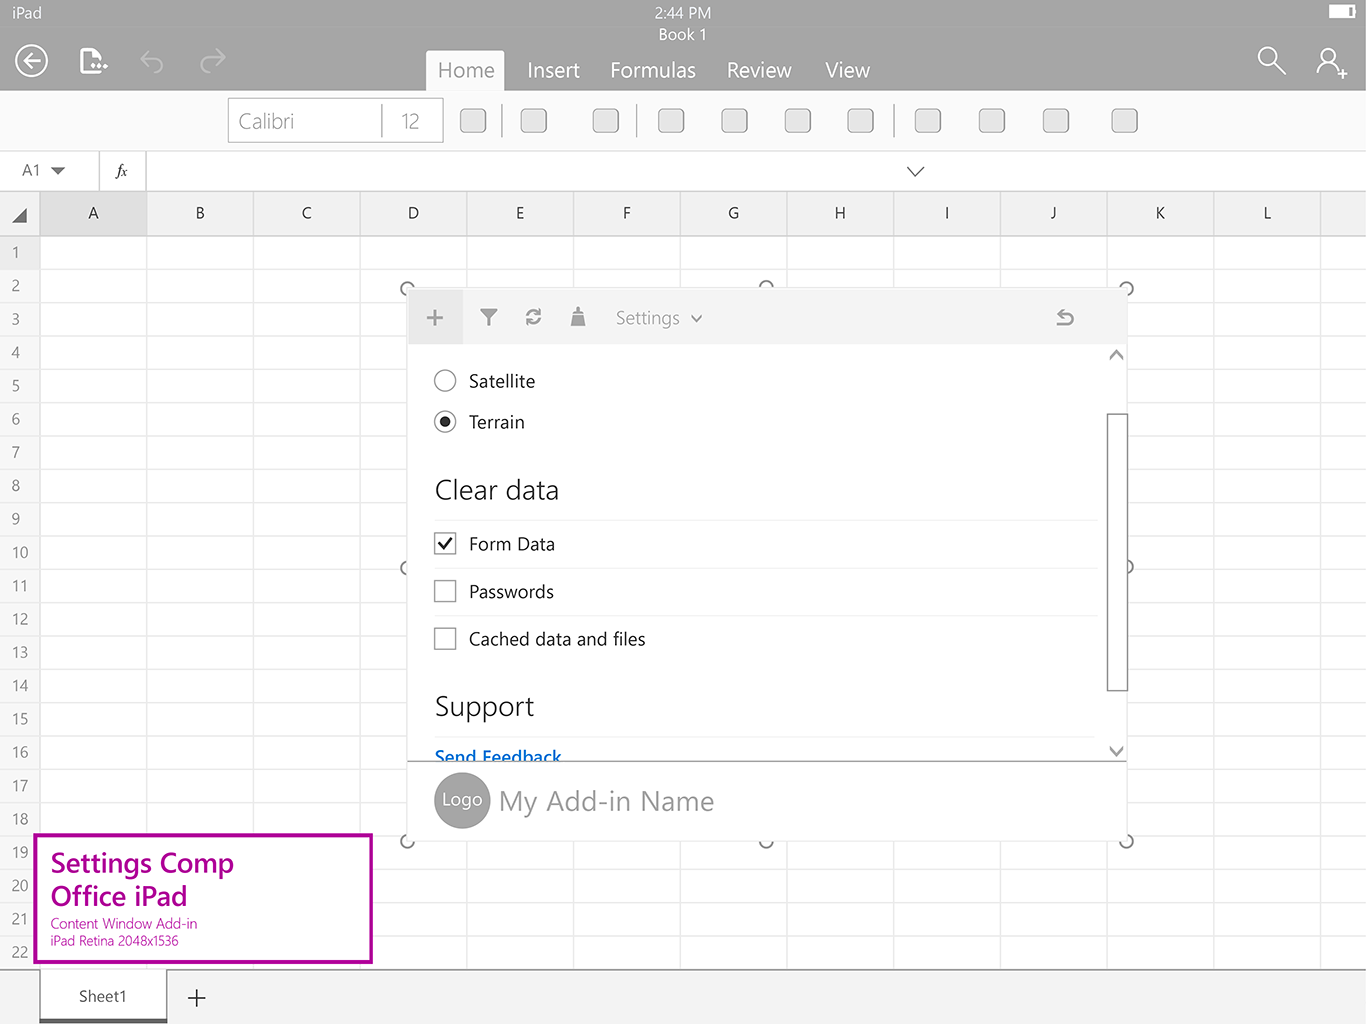 iPad
2:44 PM
Book 1
Home Insert Formulas Review View
Calibri 12
A1 fx
A B C D E F G H I J K L
1
2
3
Settings
4
5
Satellite
6
Terrain
7
8
Clear data
9
10
Form Data
11
Passwords
12
Cached data and files
13
14
Support
15
16
Send Feedback
17
Logo My Add-in Name
18
19
Settings Comp
20
Office iPad
21
Content Window Add-in
iPad Retina 2048x1536
22
Sheet1